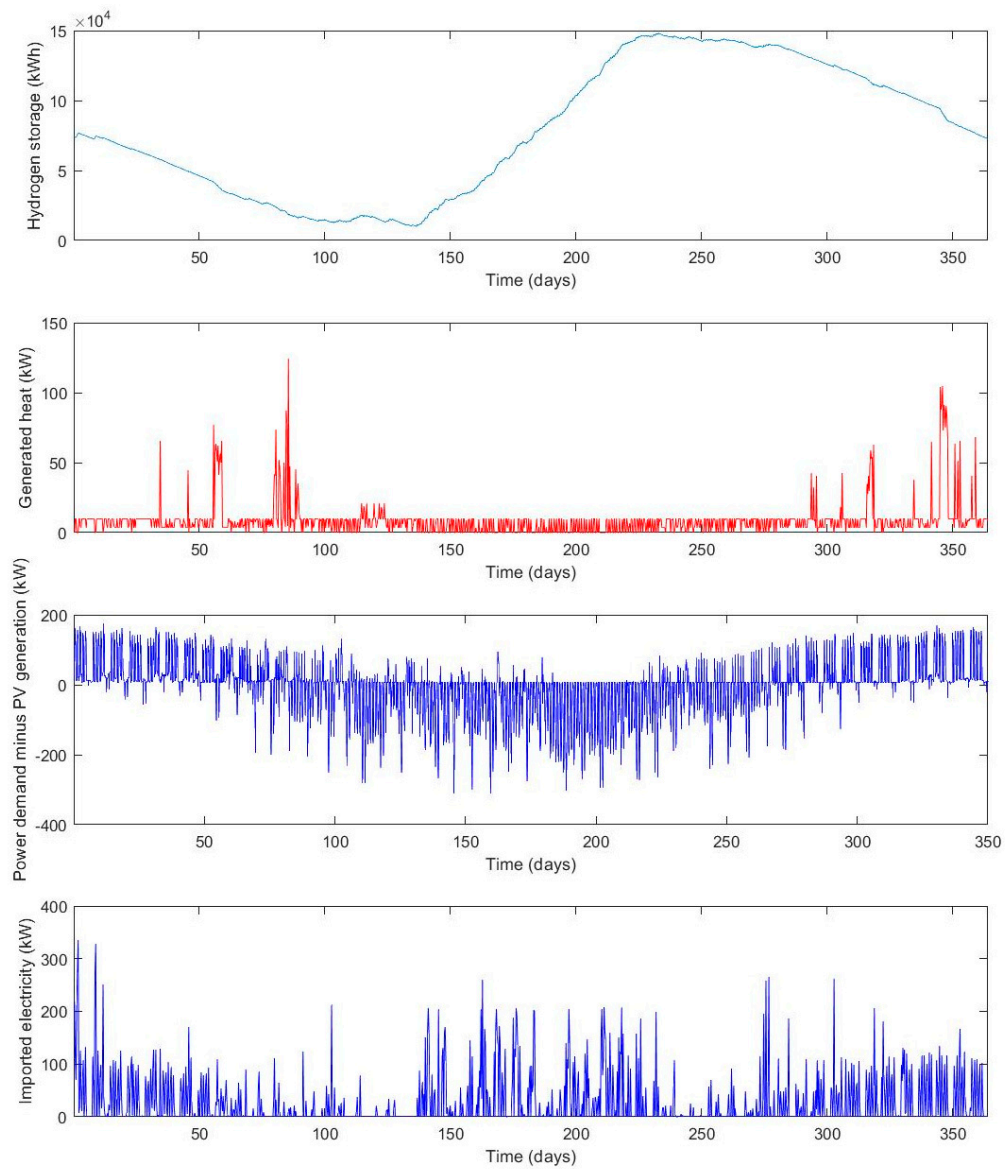 ×10⁴
15
10
5
0
Hydrogen storage (kWh)
50 100 150 200 250 300 350
Time (days)
150
100
50
0
Generated heat (kW)
50 100 150 200 250 300 350
Time (days)
200
0
-200
-400
Power demand minus PV generation (kW)
50 100 150 200 250 300 350
Time (days)
400
300
200
100
0
Imported electricity (kW)
50 100 150 200 250 300 350
Time (days)